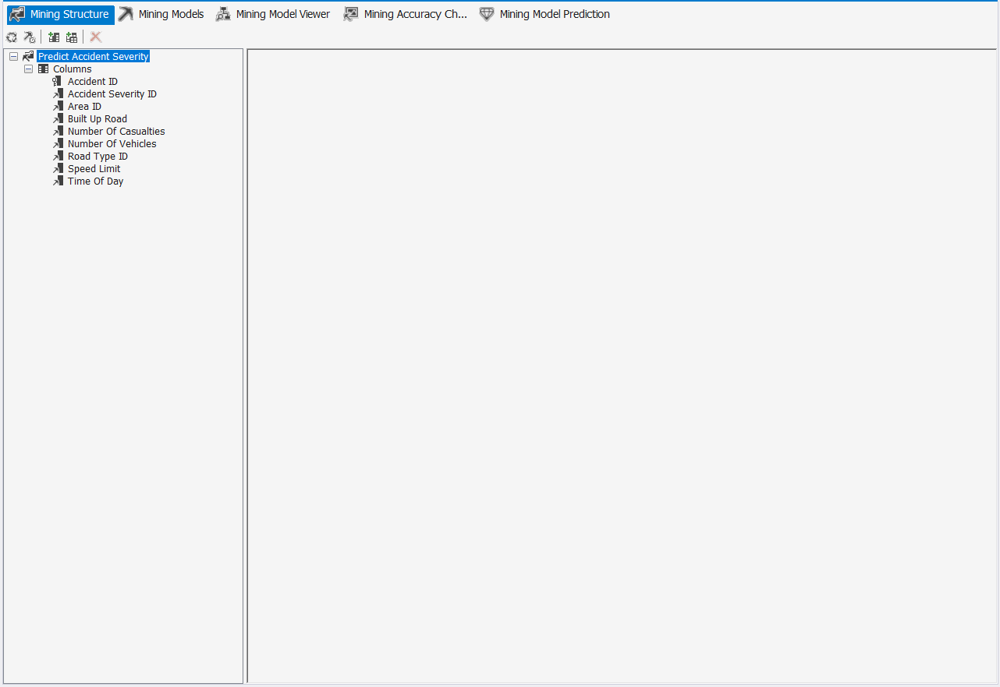 Mining Structure Mining Models Mining Model Viewer Mining Accuracy Ch... Mining Model Prediction
Predict Accident Severity
Columns
Accident ID
Accident Severity ID
Area ID
Built Up Road
Number Of Casualties
Number Of Vehicles
Road Type ID
Speed Limit
Time Of Day